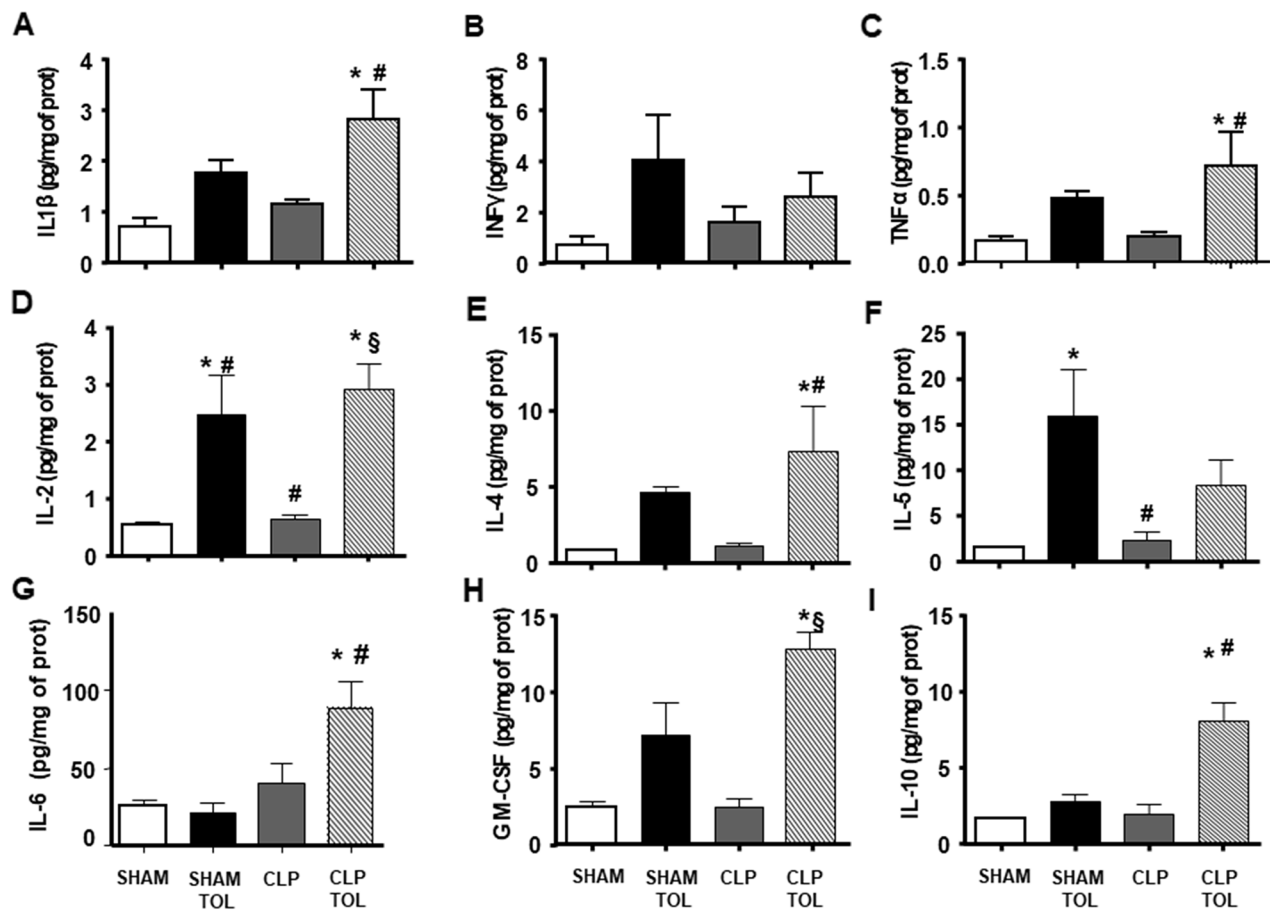 A
IL1β (pg/mg of prot)
4
3
2
1
0
* #
B
INFγ (pg/mg of prot)
8
6
4
2
0
C
TNFα (pg/mg of prot)
1.5
1.0
0.5
0.0
* #
D
IL-2 (pg/mg of prot)
4
3
2
1
0
* #
#
* §
E
IL-4 (pg/mg of prot)
15
10
5
0
*#
F
IL-5 (pg/mg of prot)
25
20
15
10
5
0
*
#
G
IL-6 (pg/mg of prot)
150
100
50
0
* #
SHAM
SHAM
TOL
CLP
CLP
TOL
H
GM-CSF (pg/mg of prot)
15
10
5
0
*§
SHAM
SHAM
TOL
CLP
CLP
TOL
I
IL-10 (pg/mg of prot)
15
10
5
0
* #
SHAM
SHAM
TOL
CLP
CLP
TOL